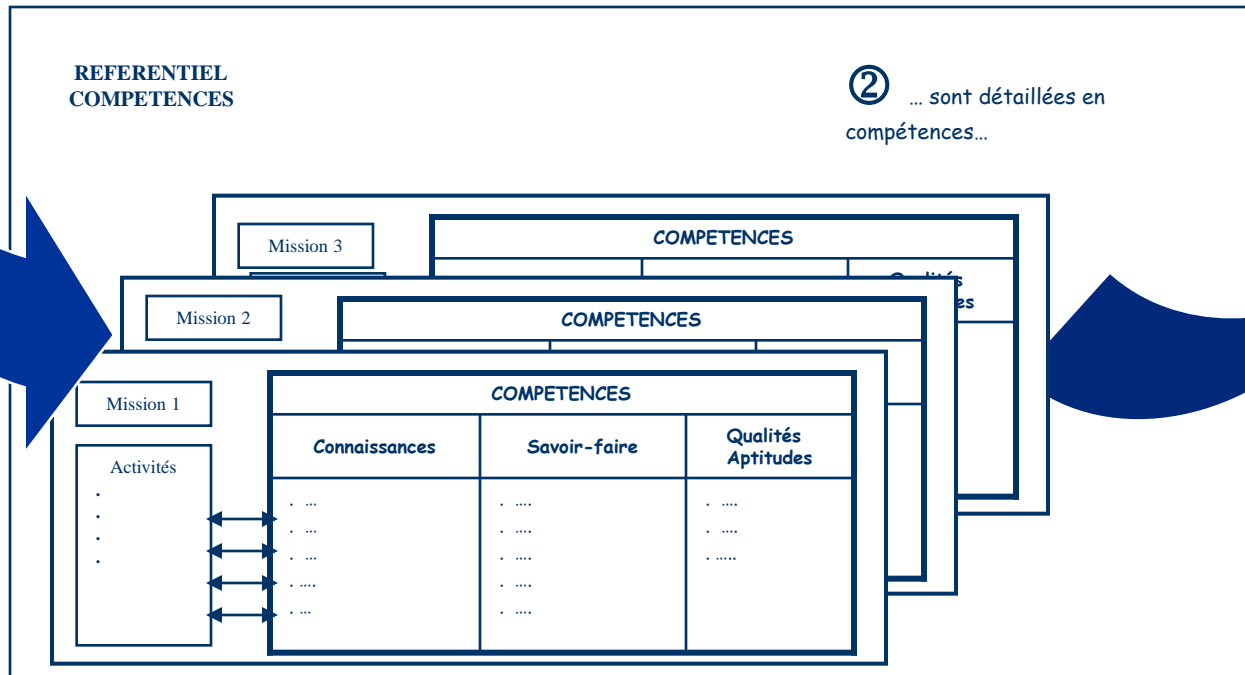 REFERENTIEL
COMPETENCES
② … sont détaillées en
compétences…
Mission 3
COMPETENCES
Mission 2
COMPETENCES
Mission 1
COMPETENCES
Activités
.
.
.
.
Connaissances
Savoir-faire
Qualités
Aptitudes
. … . …. . ….
. … . …. . ….
. … . …. . …..
. …. . ….
. … . ….